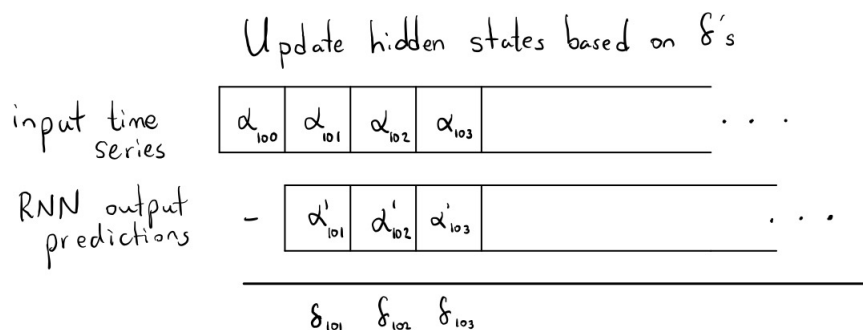 Update hidden states based on δ's
input time series
α₁₀₀ α₁₀₁ α₁₀₂ α₁₀₃ . . .
RNN output predictions
- α'₁₀₁ α'₁₀₂ α'₁₀₃ . . .
δ₁₀₁ δ₁₀₂ δ₁₀₃